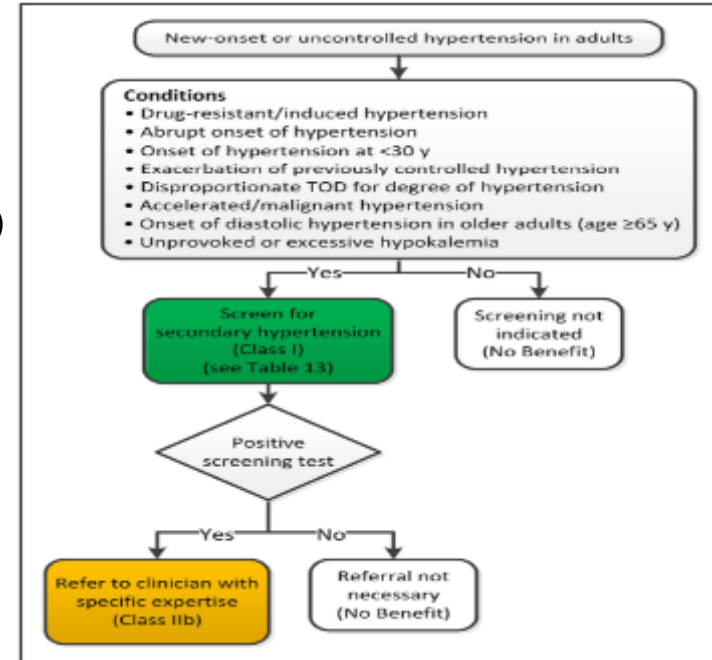 )
New-onset or uncontrolled hypertension in adults
Conditions
• Drug-resistant/induced hypertension
• Abrupt onset of hypertension
• Onset of hypertension at <30 y
• Exacerbation of previously controlled hypertension
• Disproportionate TOD for degree of hypertension
• Accelerated/malignant hypertension
• Onset of diastolic hypertension in older adults (age ≥65 y)
• Unprovoked or excessive hypokalemia
Yes No
Screen for
secondary hypertension
(Class I)
(see Table 13)
Screening not
indicated
(No Benefit)
Positive
screening test
Yes No
Refer to clinician with
specific expertise
(Class IIb)
Referral not
necessary
(No Benefit)